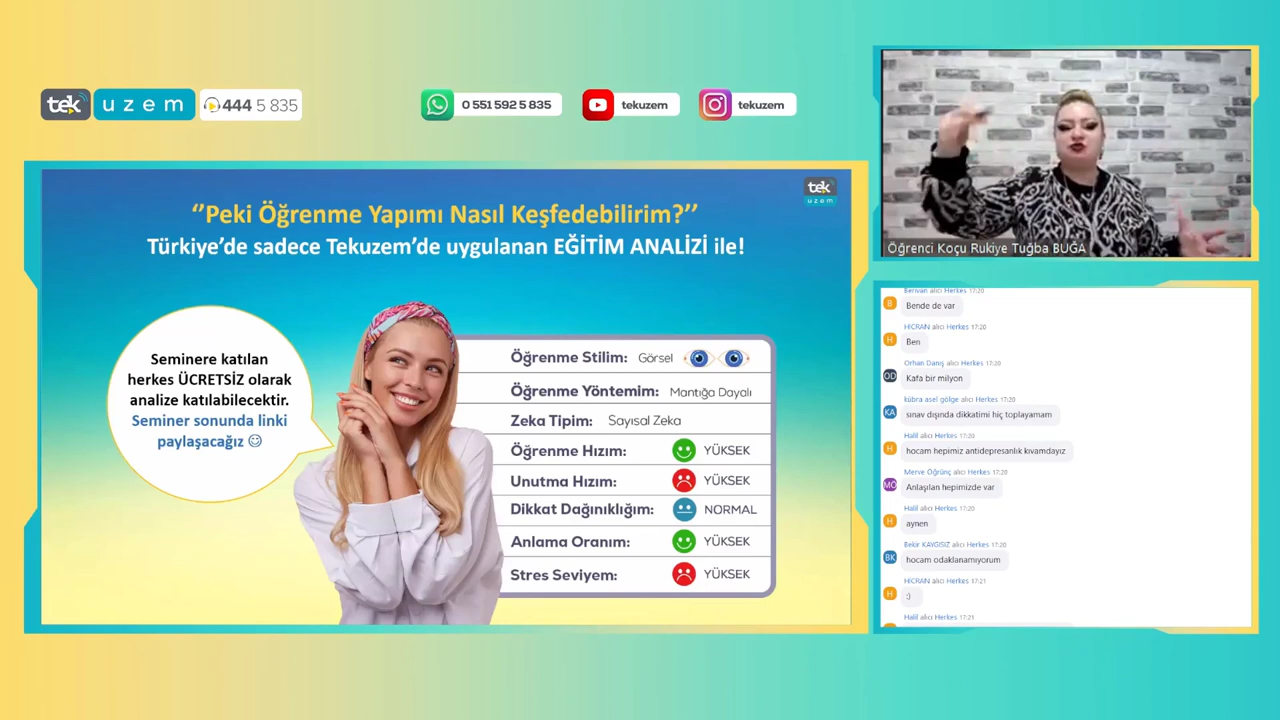 tek uzem 444 5 835
0 551 592 5 835
tekuzem
tekuzem
tek
uzem
‘’Peki Öğrenme Yapımı Nasıl Keşfedebilirim?’’
Türkiye’de sadece Tekuzem’de uygulanan EĞİTİM ANALİZİ ile!
Seminere katılan
herkes ÜCRETSİZ olarak
analize katılabilecektir.
Seminer sonunda linki
paylaşacağız ☺
Öğrenme Stilim: Görsel
Öğrenme Yöntemim: Mantığa Dayalı
Zeka Tipim: Sayısal Zeka
Öğrenme Hızım: YÜKSEK
Unutma Hızım: YÜKSEK
Dikkat Dağınıklığım: NORMAL
Anlama Oranım: YÜKSEK
Stres Seviyem: YÜKSEK
Öğrenci Koçu Rukiye Tuğba BUĞA
Berivan alıcı Herkes 17:20
B Bende de var
HİCRAN alıcı Herkes 17:20
H Ben
Orhan Danış alıcı Herkes 17:20
OD Kafa bir milyon
kübra asel gölge alıcı Herkes 17:20
KA sınav dışında dikkatimi hiç toplayamam
Halil alıcı Herkes 17:20
H hocam hepimiz antidepresanlık kıvamdayız
Merve Öğrünç alıcı Herkes 17:20
MÖ Anlaşılan hepimizde var
Halil alıcı Herkes 17:20
H aynen
Bekir KAYGISIZ alıcı Herkes 17:20
BK hocam odaklanamıyorum
HİCRAN alıcı Herkes 17:21
H :)
Halil alıcı Herkes 17:21